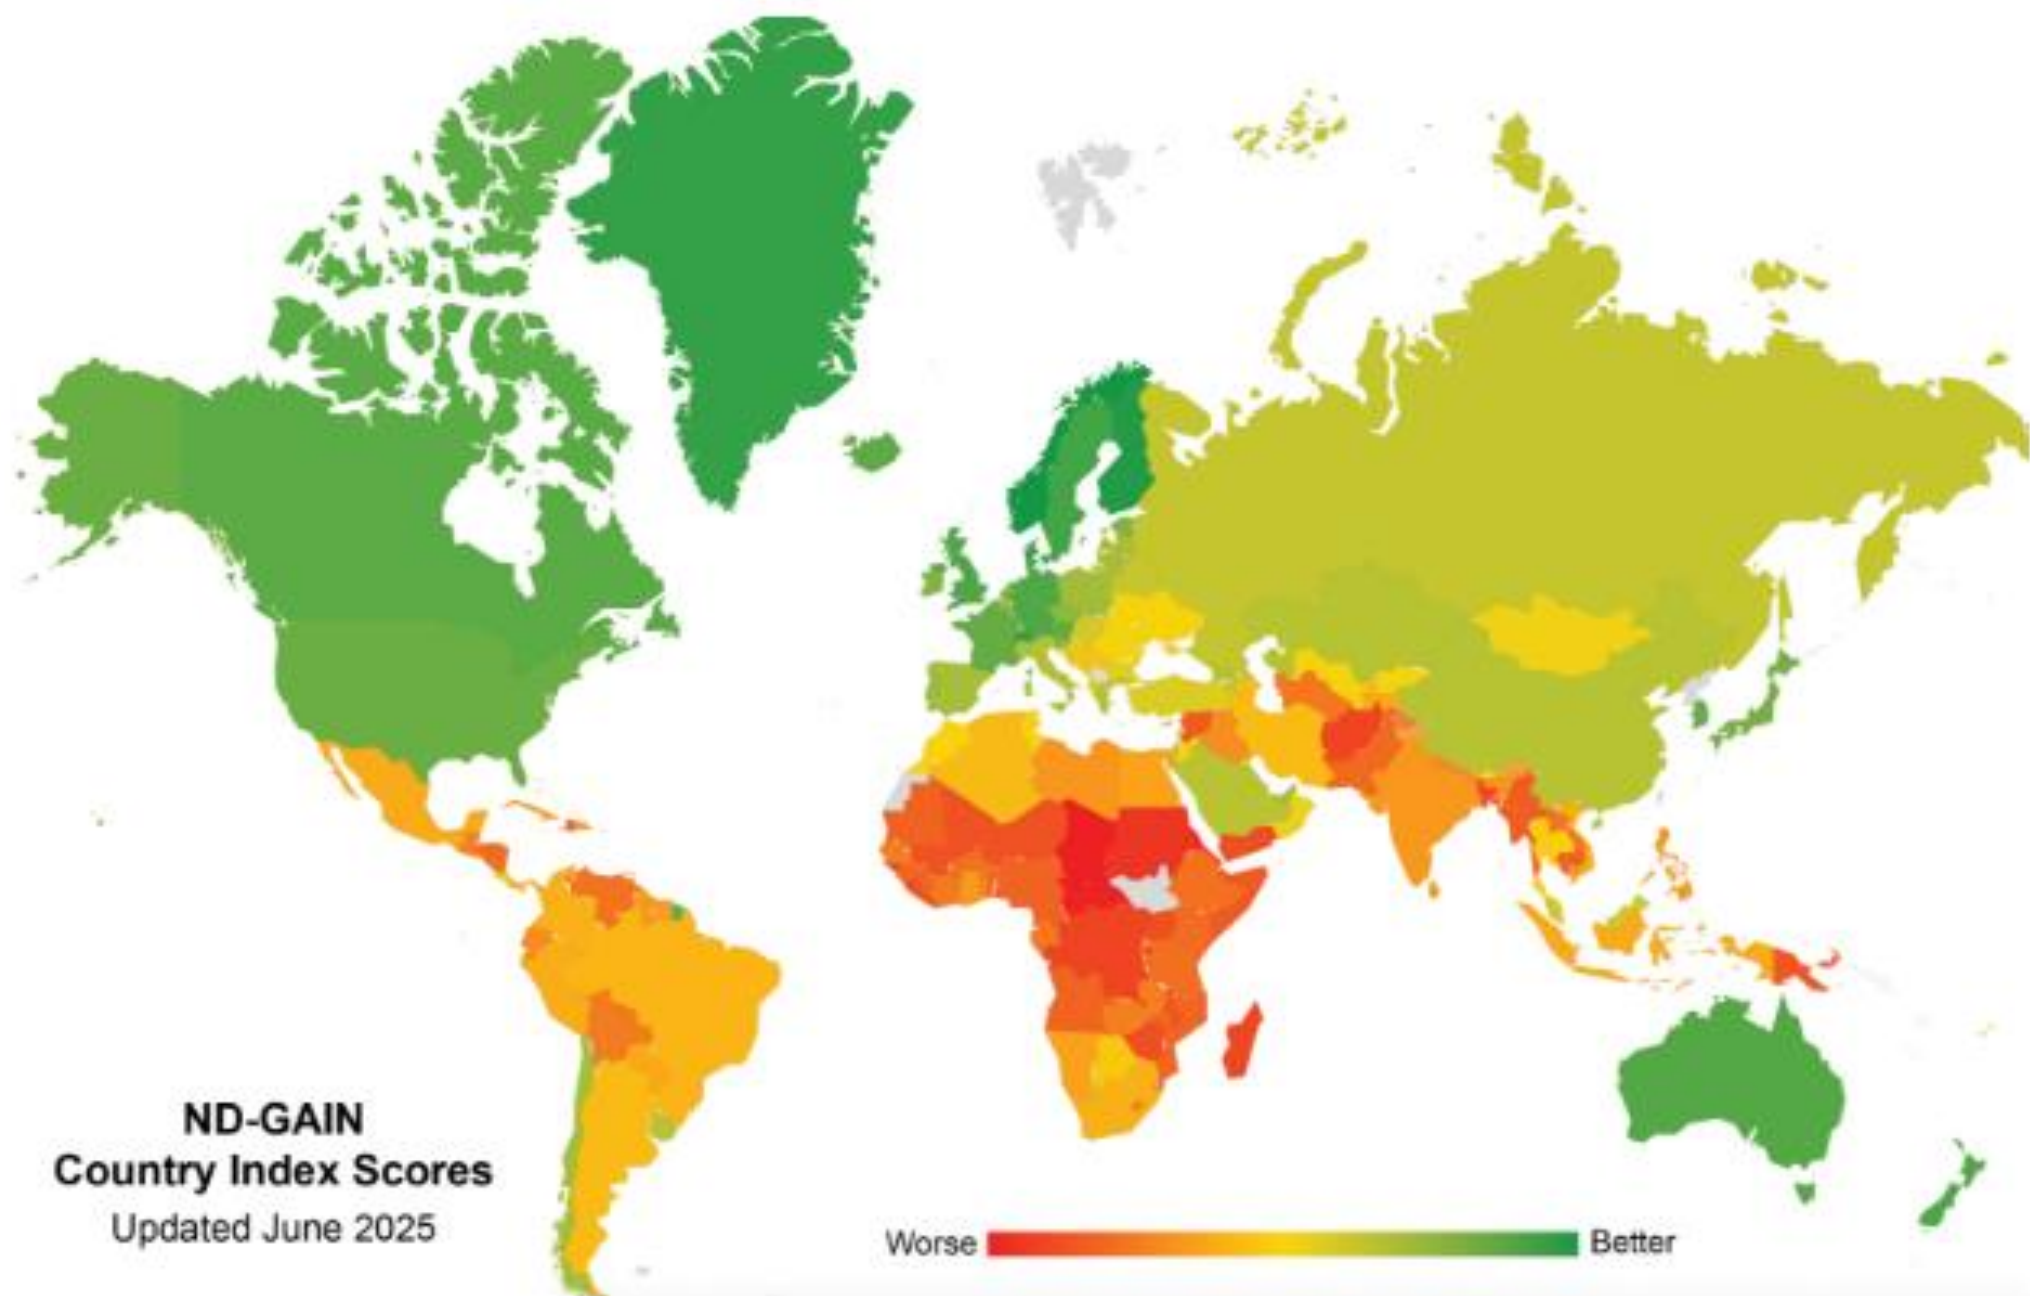 ND-GAIN
Country Index Scores
Updated June 2025
Worse
Better